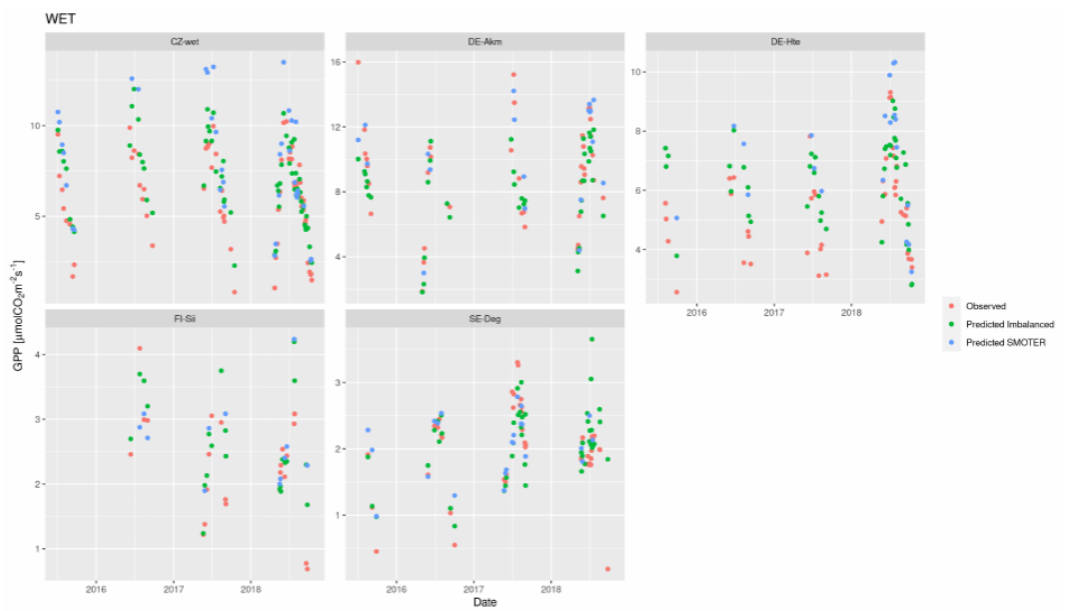 WET
CZ-wet
DE-Akm
DE-Hte
10
5
16
12
8
4
10
8
6
4
2016
2017
2018
FI-Sii
SE-Deg
4
3
2
1
3
2
1
2016
2017
2018
2016
2017
2018
GPP [μmolCO₂m⁻²s⁻¹]
Date
Observed
Predicted Imbalanced
Predicted SMOTER